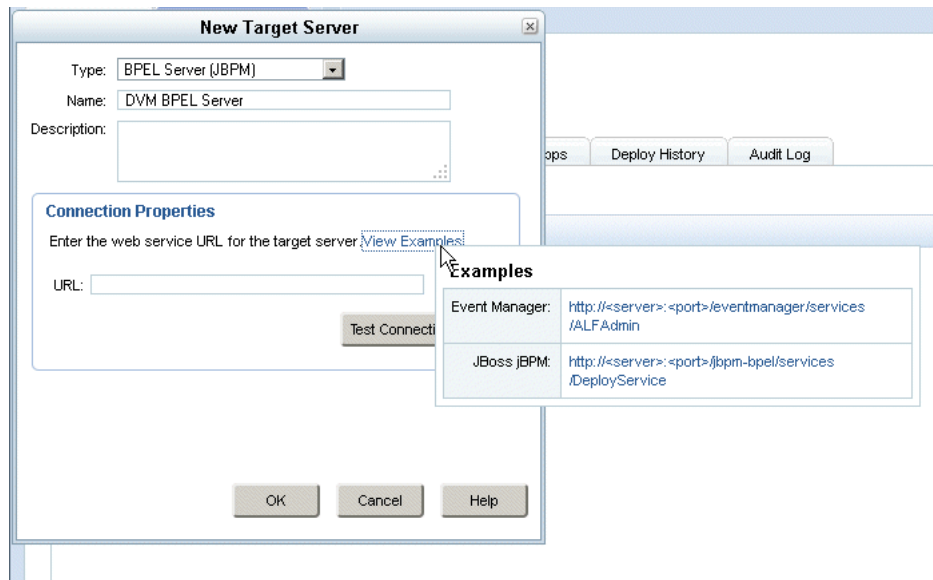 New Target Server
Type: BPEL Server (JBPM)
Name: DVM BPEL Server
Description:
Deploy History
Audit Log
Connection Properties
Enter the web service URL for the target server. View Examples
URL:
Test
Examples
Event Manager: http://<server>:<port>/eventmanager/services
/ALFAdmin
JBoss jBPM: http://<server>:<port>/jbpm-bpel/services
/DeployService
OK
Cancel
Help